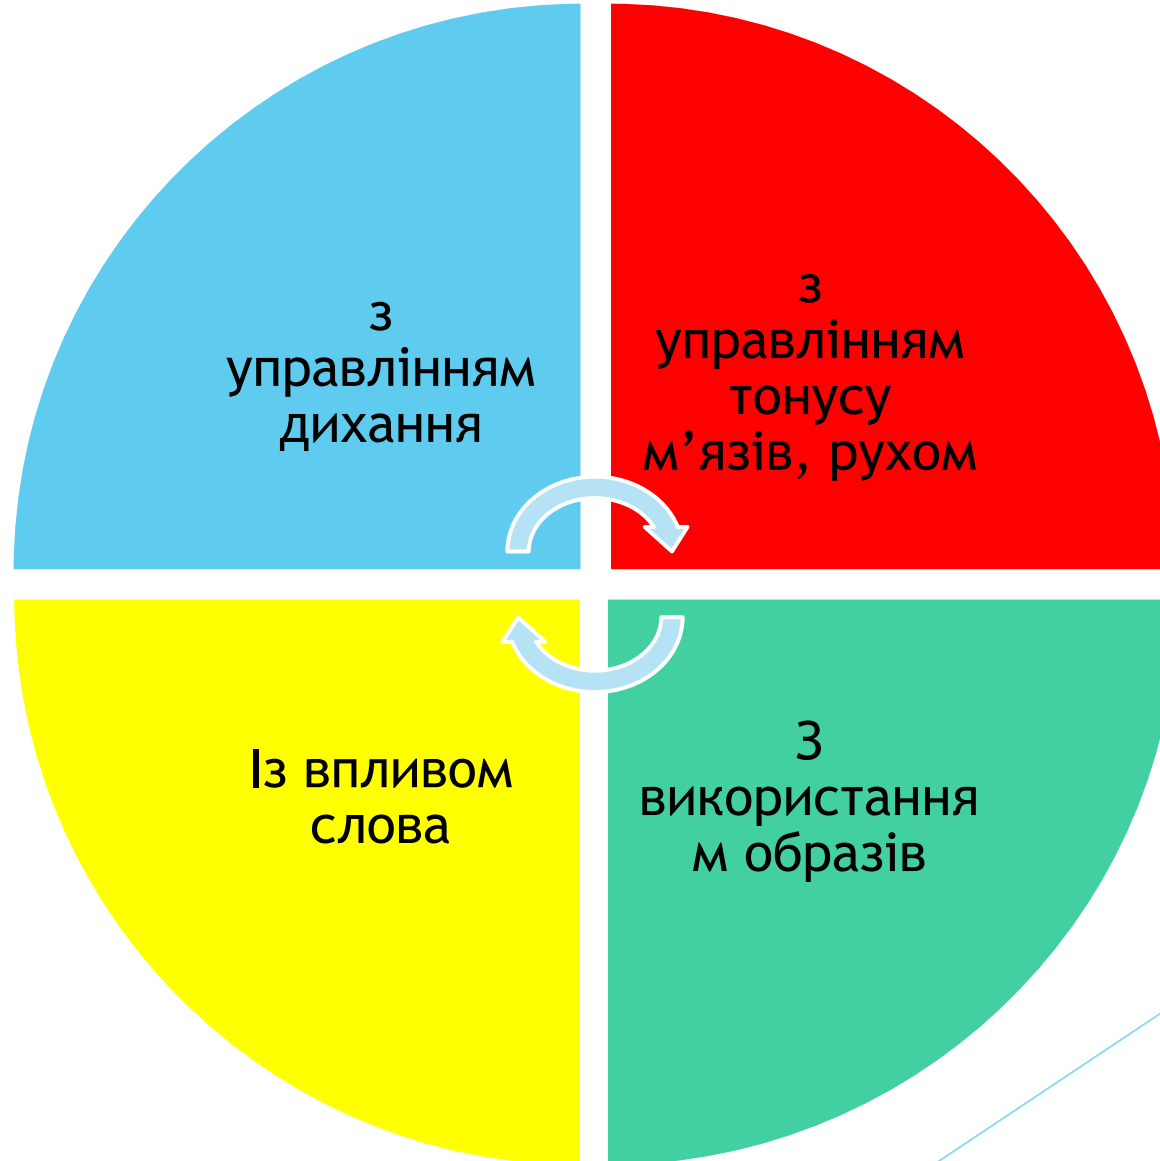 з
управлінням
дихання
з
управлінням
тонусу
м’язів, рухом
Із впливом
слова
З
використання
м образів